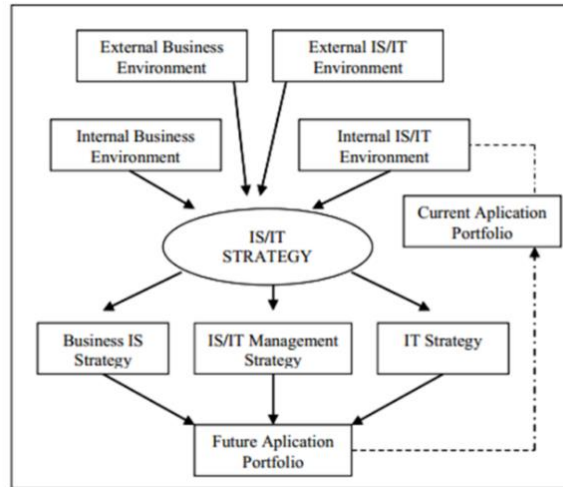 External Business
Environment
External IS/IT
Environment
Internal Business
Environment
Internal IS/IT
Environment
Current Aplication
Portfolio
IS/IT
STRATEGY
Business IS
Strategy
IS/IT Management
Strategy
IT Strategy
Future Aplication
Portfolio